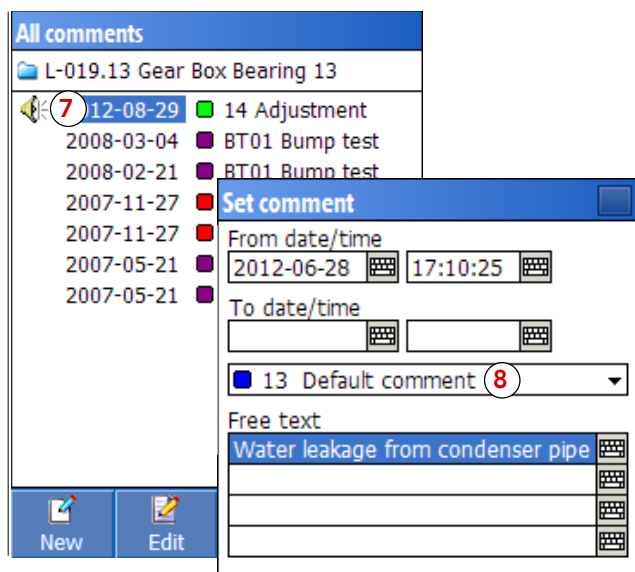 All comments
L-019.13 Gear Box Bearing 13
7 12-08-29 14 Adjustment
2008-03-04 BT01 Bump test
2008-02-21 BT01 Bump test
2007-11-27
2007-11-27
2007-05-21
2007-05-21
New Edit
Set comment
From date/time
2012-06-28 17:10:25
To date/time
13 Default comment 8
Free text
Water leakage from condenser pipe